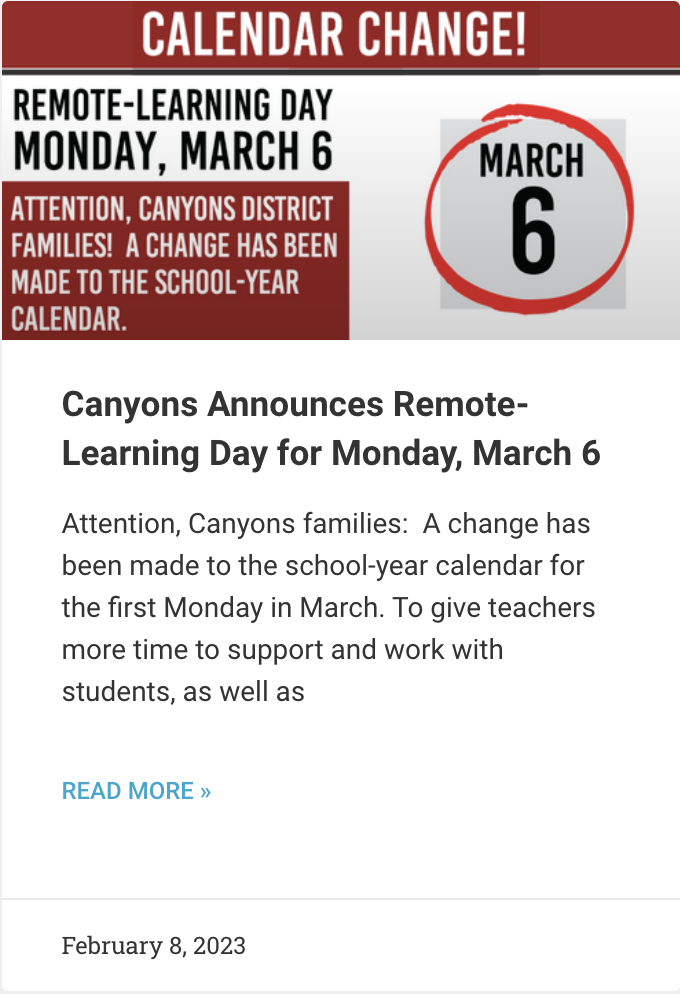 CALENDAR CHANGE!
REMOTE-LEARNING DAY
MONDAY, MARCH 6
ATTENTION, CANYONS DISTRICT
FAMILIES!  A CHANGE HAS BEEN
MADE TO THE SCHOOL-YEAR
CALENDAR.
MARCH
6
Canyons Announces Remote-
Learning Day for Monday, March 6
Attention, Canyons families:  A change has
been made to the school-year calendar for
the first Monday in March. To give teachers
more time to support and work with
students, as well as
READ MORE »
February 8, 2023